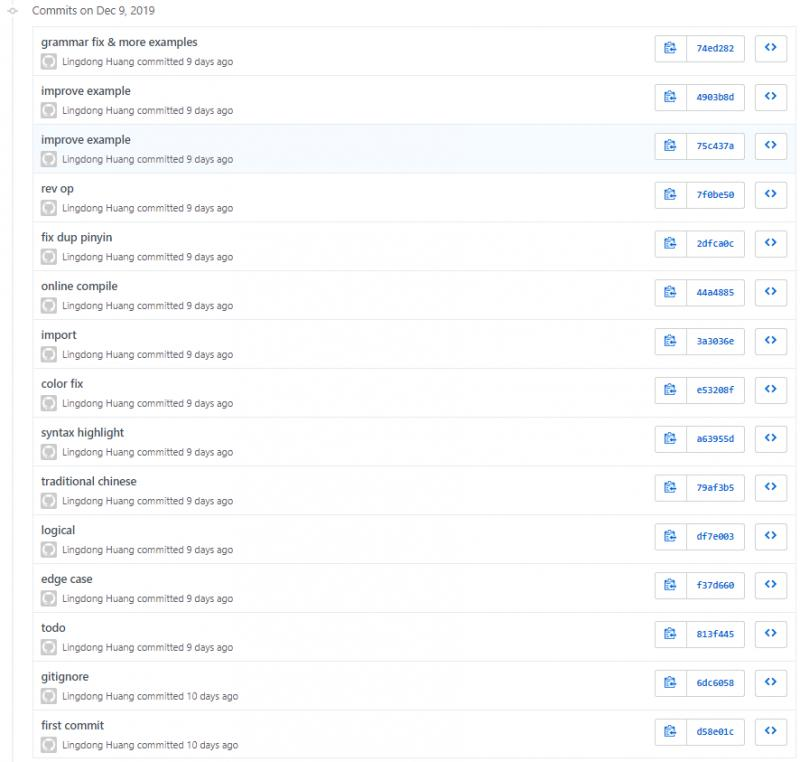 Commits on Dec 9, 2019
grammar fix & more examples
Lingdong Huang committed 9 days ago
74ed282
improve example
Lingdong Huang committed 9 days ago
4903b8d
improve example
Lingdong Huang committed 9 days ago
75c437a
rev op
Lingdong Huang committed 9 days ago
7f0be50
fix dup pinyin
Lingdong Huang committed 9 days ago
2dfca0c
online compile
Lingdong Huang committed 9 days ago
44a4885
import
Lingdong Huang committed 9 days ago
3a3036e
color fix
Lingdong Huang committed 9 days ago
e53208f
syntax highlight
Lingdong Huang committed 9 days ago
a63955d
traditional chinese
Lingdong Huang committed 9 days ago
79af3b5
logical
Lingdong Huang committed 9 days ago
df7e003
edge case
Lingdong Huang committed 9 days ago
f37d660
todo
Lingdong Huang committed 9 days ago
813f445
gitignore
Lingdong Huang committed 10 days ago
6dc6058
first commit
Lingdong Huang committed 10 days ago
d58e01c